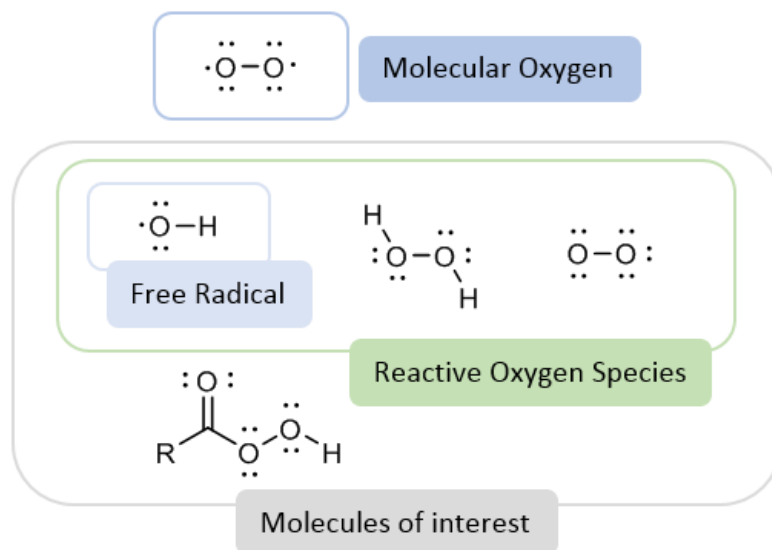 O O
Molecular Oxygen
O H
Free Radical
H
O O
H
O O
Reactive Oxygen Species
O
R O O H
Molecules of interest